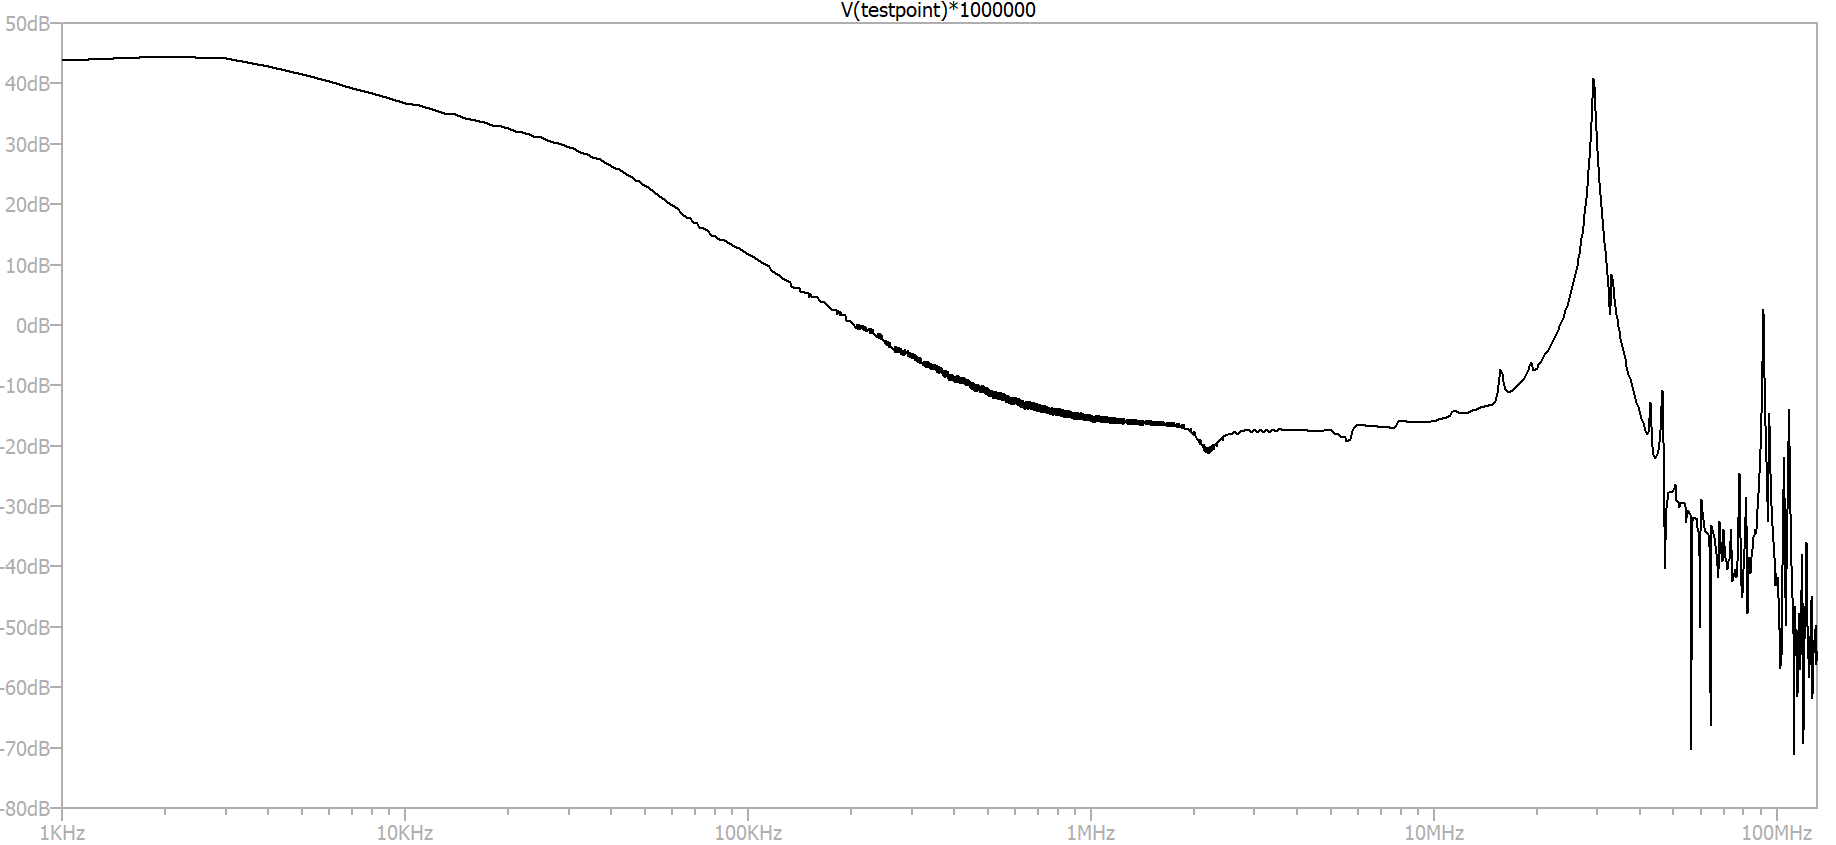 V(testpoint)*1000000
50dB
40dB
30dB
20dB
10dB
0dB
-10dB
-20dB
-30dB
-40dB
-50dB
-60dB
-70dB
-80dB
1KHz 10KHz 100KHz 1MHz 10MHz 100MHz